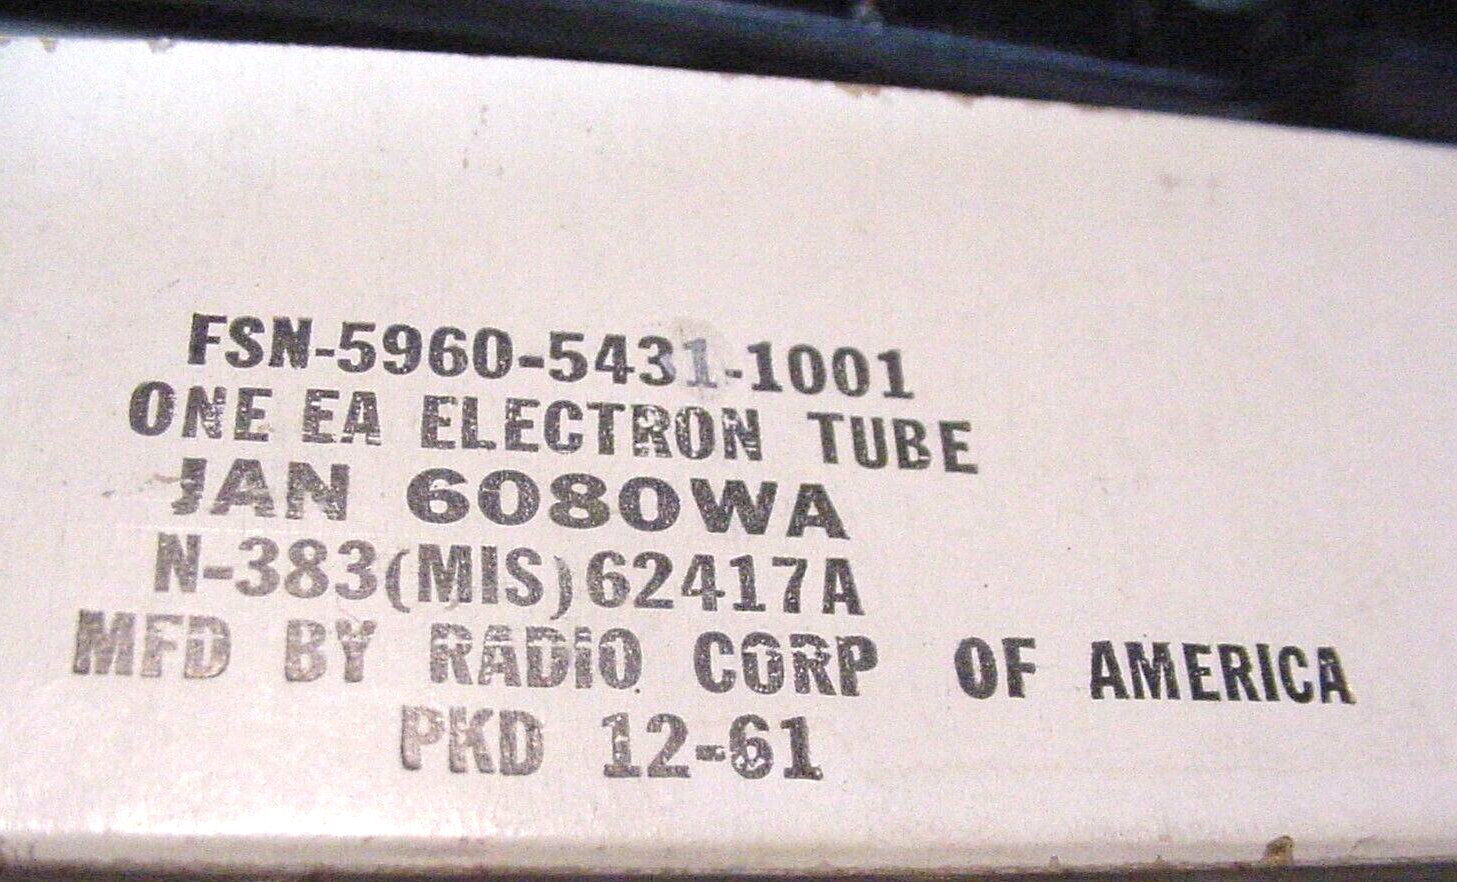 FSN-5960-5431-1001
ONE EA ELECTRON TUBE
JAN 6080WA
N-383(MIS)62417A
MFD BY RADIO CORP OF AMERICA
PKD 12-61